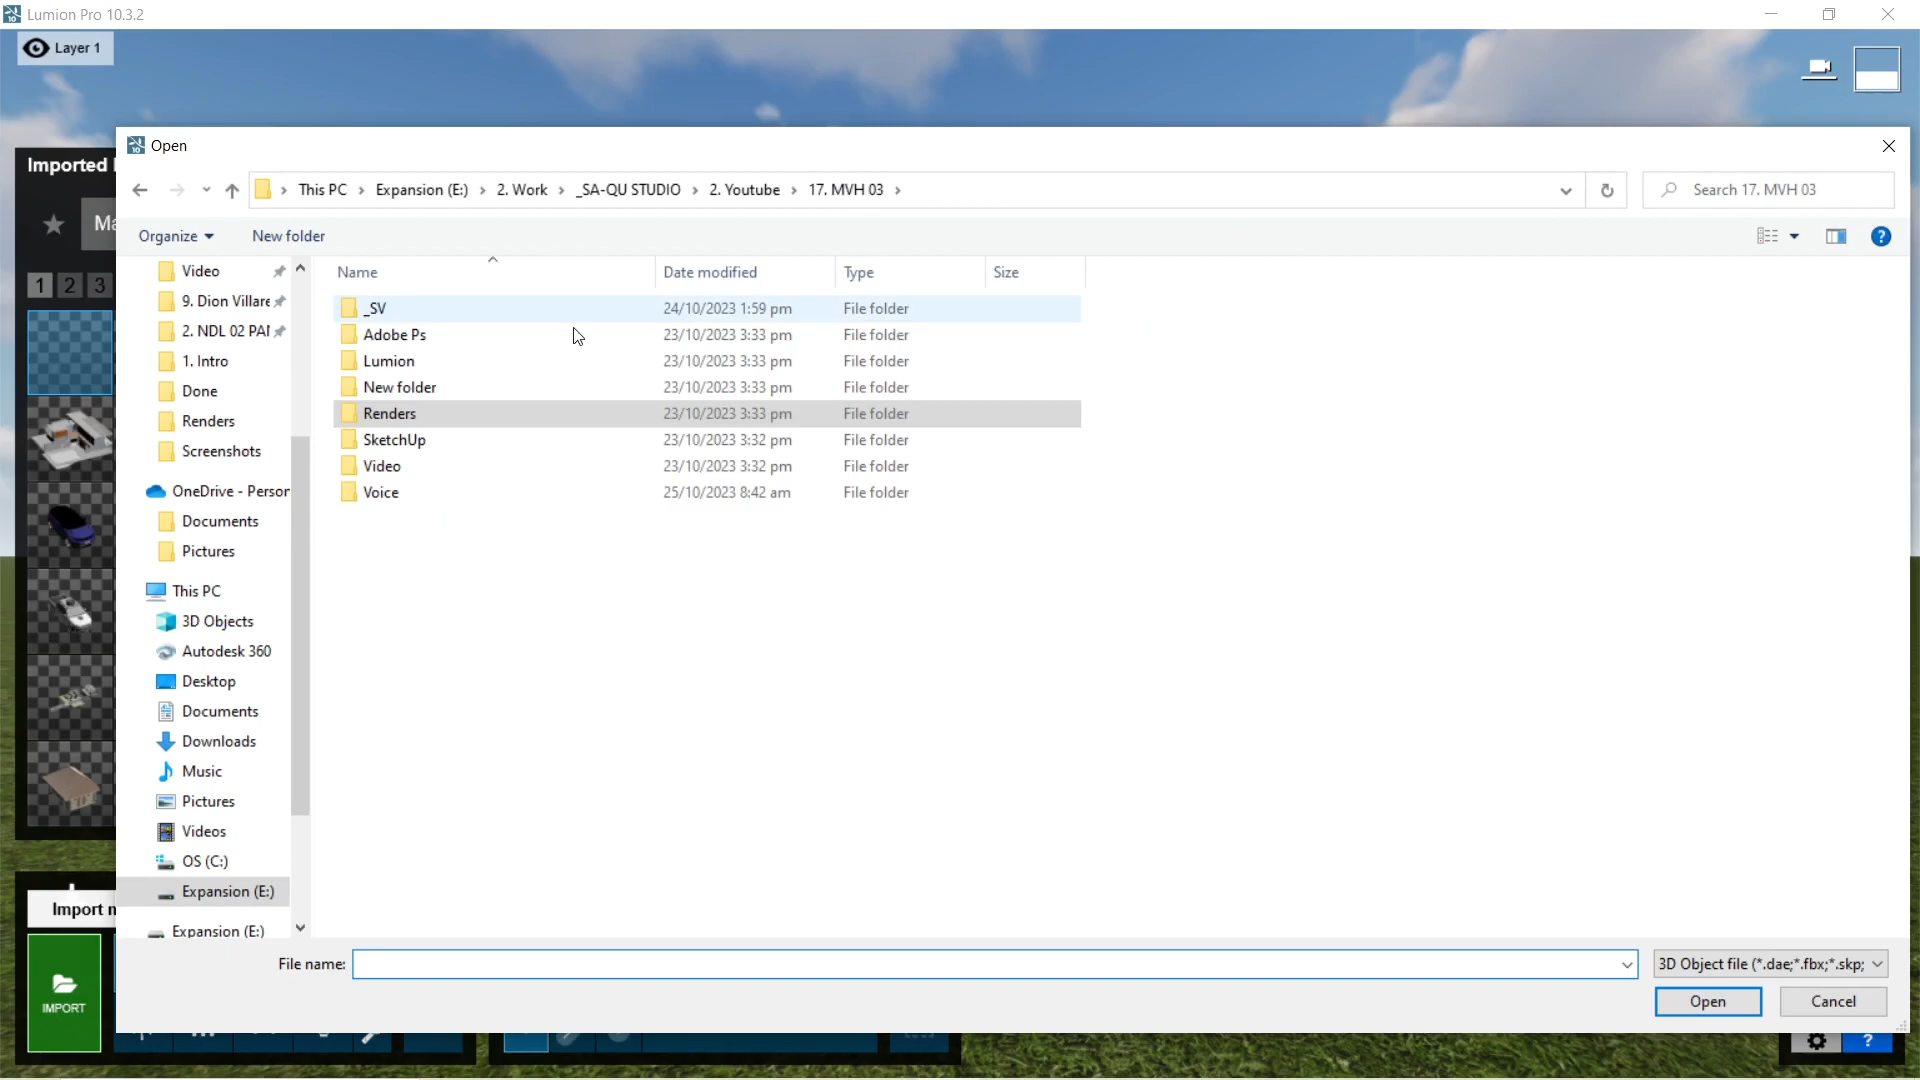 Lumion Pro 10.3.2
Layer 1
Open
This PC > Expansion (E:) > 2. Work > _SA-QU STUDIO > 2. Youtube > 17. MVH 03 >
Search 17. MVH 03
Imported
Organize
New folder
?
1 2 3
Name Date modified Type Size
Video
9. Dion Villare
2. NDL 02 PAI
1. Intro
Done
Renders
Screenshots
OneDrive - Person
Documents
Pictures
This PC
3D Objects
Autodesk 360
Desktop
Documents
Downloads
Music
Pictures
Videos
OS (C:)
Expansion (E:)
Expansion (E:)
_SV 24/10/2023 1:59 pm File folder
Adobe Ps 23/10/2023 3:33 pm File folder
Lumion 23/10/2023 3:33 pm File folder
New folder 23/10/2023 3:33 pm File folder
Renders 23/10/2023 3:33 pm File folder
SketchUp 23/10/2023 3:32 pm File folder
Video 23/10/2023 3:32 pm File folder
Voice 25/10/2023 8:42 am File folder
Import
IMPORT
File name:
3D Object file (*.dae;*.fbx;*.skp;
Open
Cancel
?